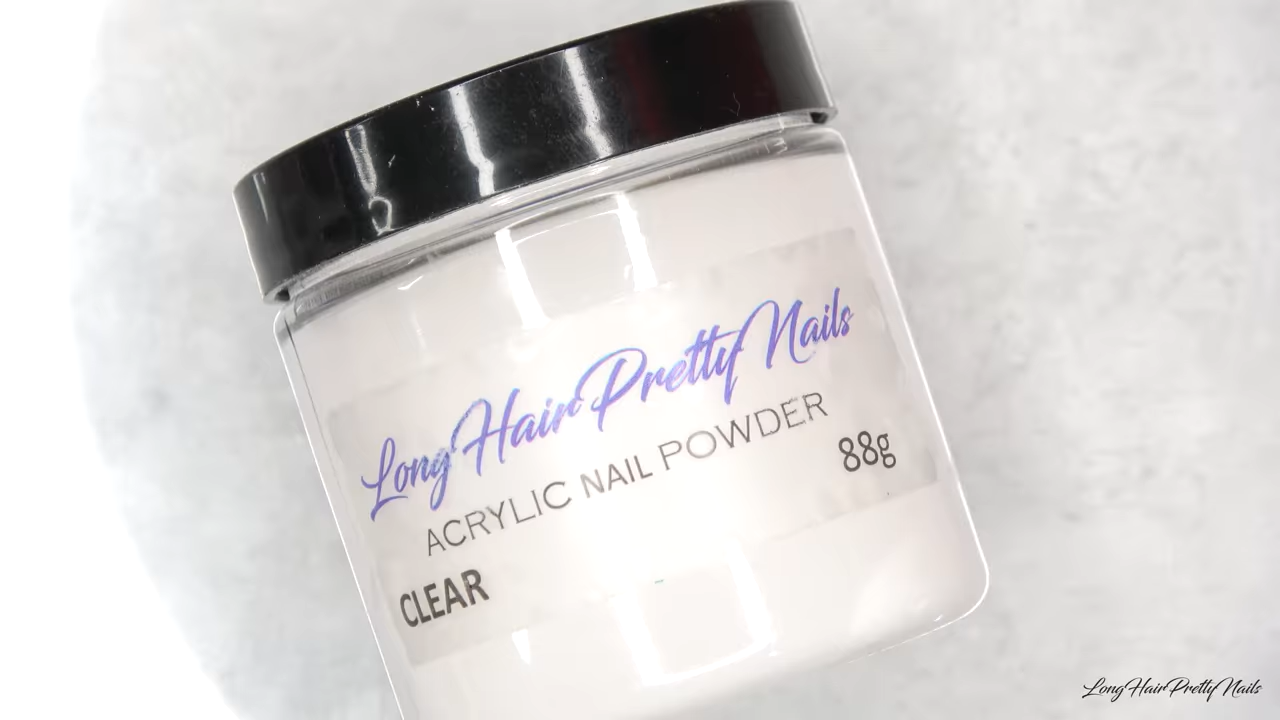 LongHairPrettyNails
ACRYLIC NAIL POWDER
88g
CLEAR
LongHairPrettyNails